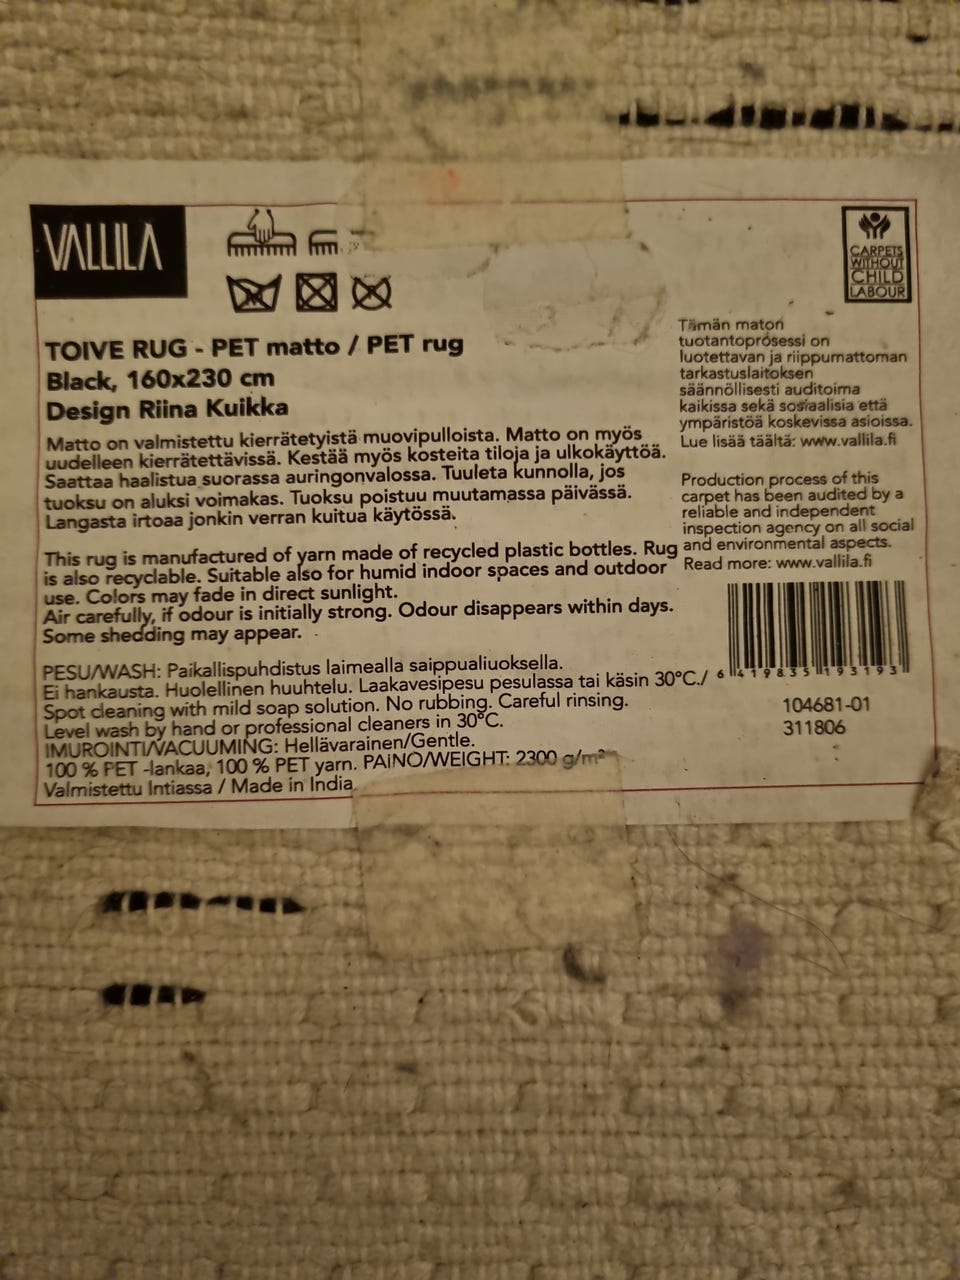 VALLILA
CARPETS
WITHOUT
CHILD
LABOUR
TOIVE RUG - PET matto / PET rug
Black, 160x230 cm
Design Riina Kuikka
Matto on valmistettu kierrätetyistä muovipulloista. Matto on myös
uudelleen kierrätettävissä. Kestää myös kosteita tiloja ja ulkokäyttöä.
Saattaa haalistua suorassa auringonvalossa. Tuuleta kunnolla, jos
tuoksu on aluksi voimakas. Tuoksu poistuu muutamassa päivässä.
Langasta irtoaa jonkin verran kuitua käytössä.
This rug is manufactured of yarn made of recycled plastic bottles. Rug
is also recyclable. Suitable also for humid indoor spaces and outdoor
use. Colors may fade in direct sunlight.
Air carefully, if odour is initially strong. Odour disappears within days.
Some shedding may appear.
PESU/WASH: Paikallispuhdistus laimealla saippualiuoksella.
Ei hankausta. Huolellinen huuhtelu. Laakavesipesu pesulassa tai käsin 30°C./
Spot cleaning with mild soap solution. No rubbing. Careful rinsing.
Level wash by hand or professional cleaners in 30°C.
IMUROINTI/VACUUMING: Hellävarainen/Gentle.
100 % PET -lankaa, 100 % PET yarn. PAINO/WEIGHT: 2300 g/m²
Valmistettu Intiassa / Made in India
Tämän maton
tuotantoprosessi on
luotettavan ja riippumattoman
tarkastuslaitoksen
säännöllisesti auditoima
kaikissa sekä sosiaalisia että
ympäristöä koskevissa asioissa.
Lue lisää täältä: www.vallila.fi
Production process of this
carpet has been audited by a
reliable and independent
inspection agency on all social
and environmental aspects.
Read more: www.vallila.fi
6 419835 193193
104681-01
311806